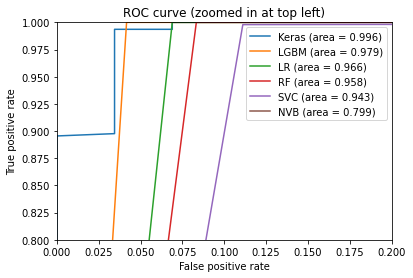 ROC curve (zoomed in at top left)
1.000
0.975
0.950
0.925
0.900
0.875
0.850
0.825
0.800
True positive rate
Keras (area = 0.996)
LGBM (area = 0.979)
LR (area = 0.966)
RF (area = 0.958)
SVC (area = 0.943)
NVB (area = 0.799)
0.000 0.025 0.050 0.075 0.100 0.125 0.150 0.175 0.200
False positive rate